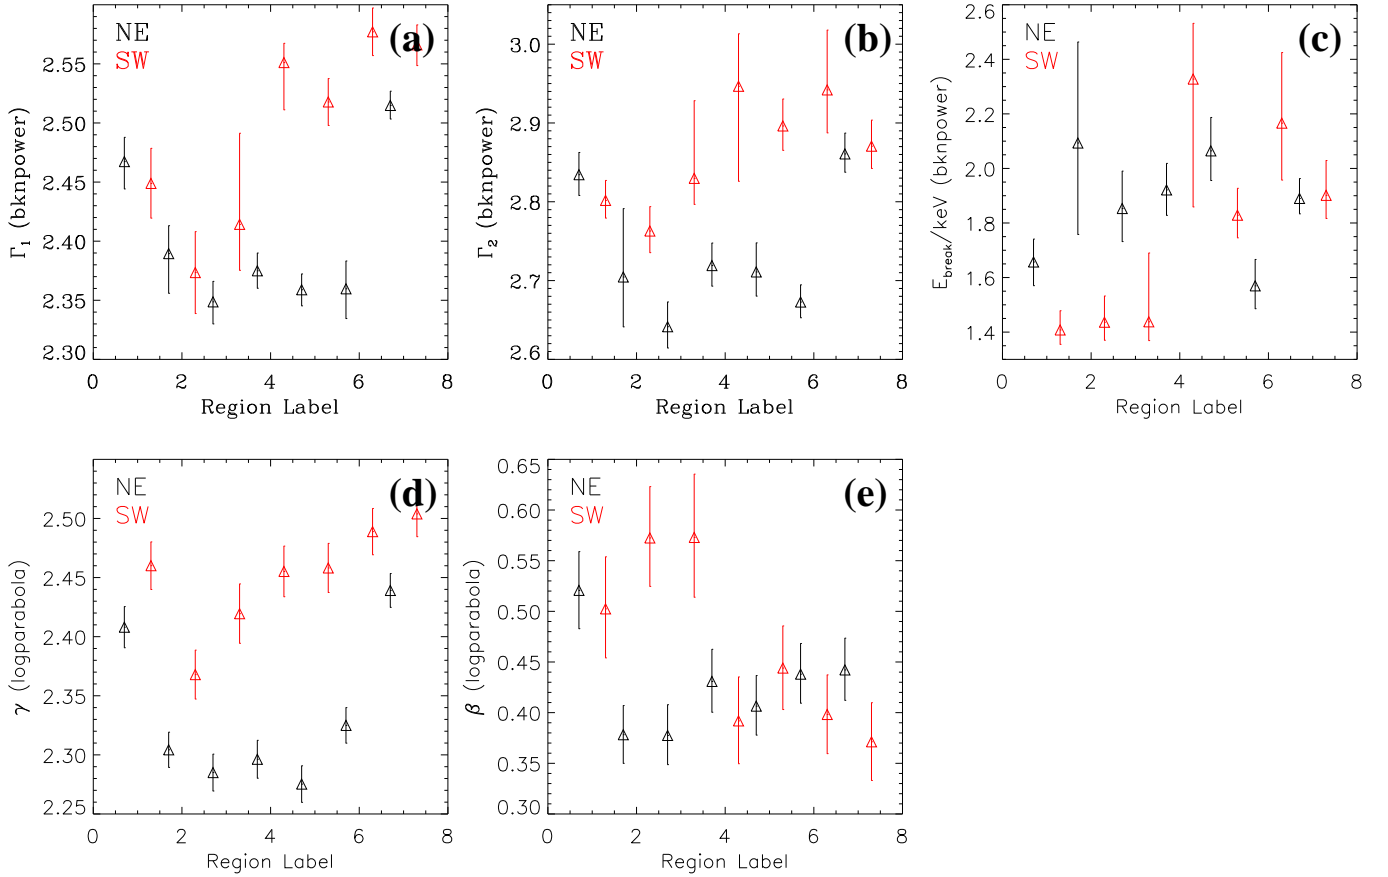 NE
SW
(a)
Γ₁ (bknpower)
2.55
2.50
2.45
2.40
2.35
2.30
0 2 4 6 8
Region Label
NE
SW
(b)
Γ₂ (bknpower)
3.0
2.9
2.8
2.7
2.6
0 2 4 6 8
Region Label
NE
SW
(c)
E_break/keV (bknpower)
2.6
2.4
2.2
2.0
1.8
1.6
1.4
0 2 4 6 8
Region Label
NE
SW
(d)
γ (logparabola)
2.50
2.45
2.40
2.35
2.30
2.25
0 2 4 6 8
Region Label
NE
SW
(e)
β (logparabola)
0.65
0.60
0.55
0.50
0.45
0.40
0.35
0.30
0 2 4 6 8
Region Label